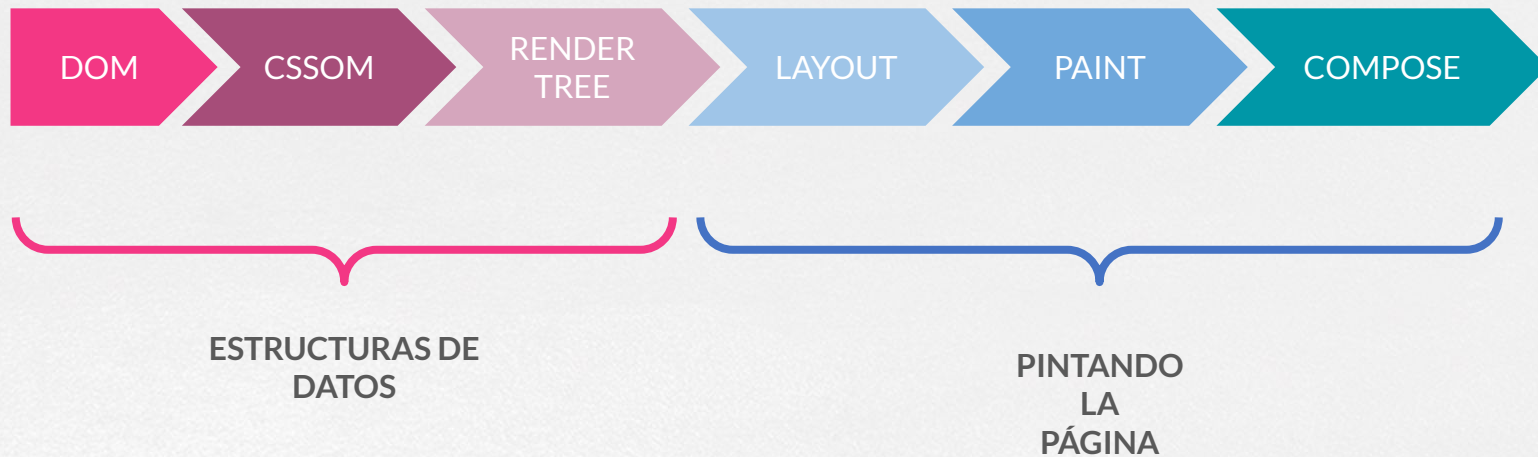 DOM
CSSOM
RENDER
TREE
LAYOUT
PAINT
COMPOSE
ESTRUCTURAS DE
DATOS
PINTANDO
LA
PÁGINA